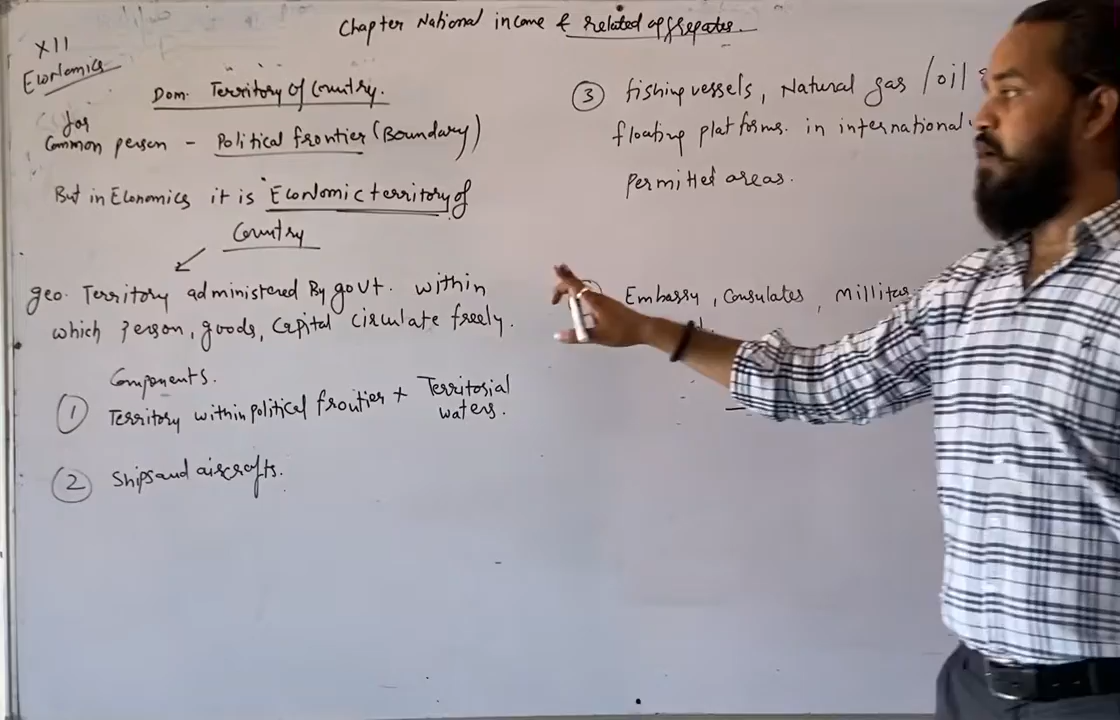 Chapter National income & related aggregates.
XII
Economics
Dom. Territory of Country.
for
Common person - Political frontier (Boundary)
But in Economics it is Economic territory of
Country
geo. Territory administered By govt. within
which person, goods, capital circulate freely.
Components.
① Territory within political frontier + Territorial
waters.
② Ships and aircrafts.
③ fishing vessels, Natural gas / oil
floating platforms. in international
permitted areas.
Embassy, Consulates,